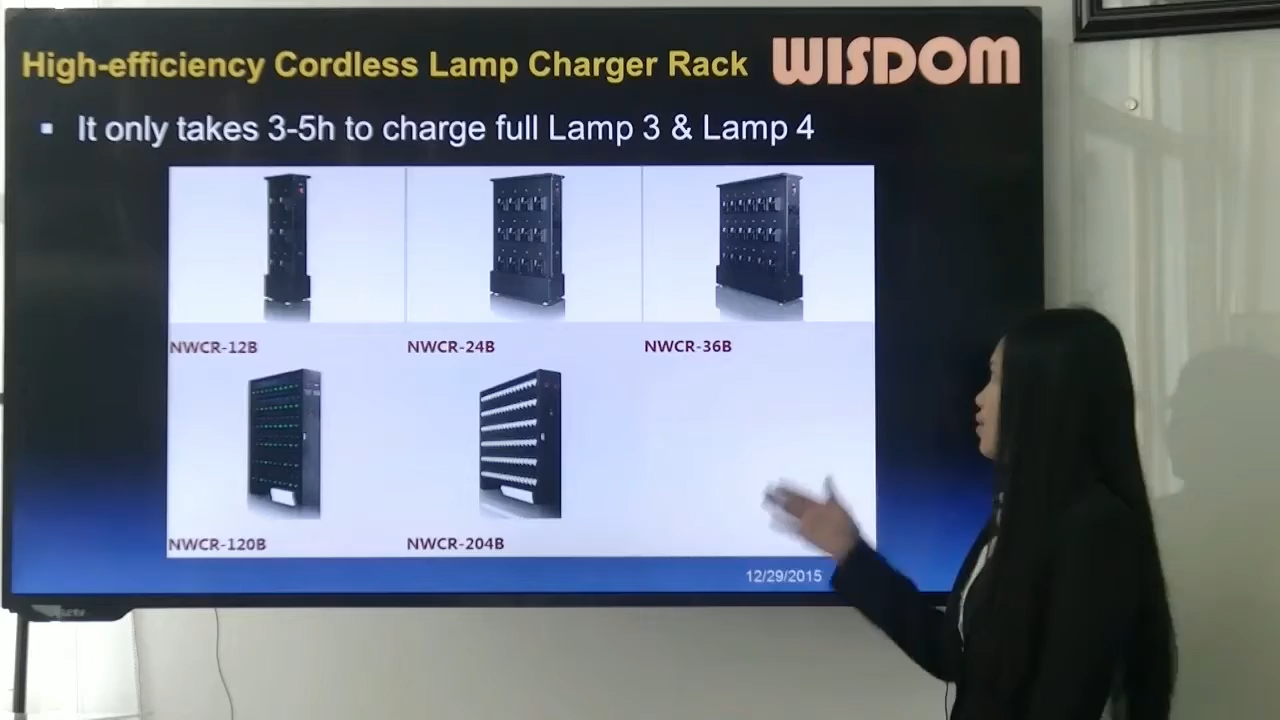 High-efficiency Cordless Lamp Charger Rack WISDOM
▪ It only takes 3-5h to charge full Lamp 3 & Lamp 4
NWCR-12B NWCR-24B NWCR-36B
NWCR-120B NWCR-204B
12/29/2015